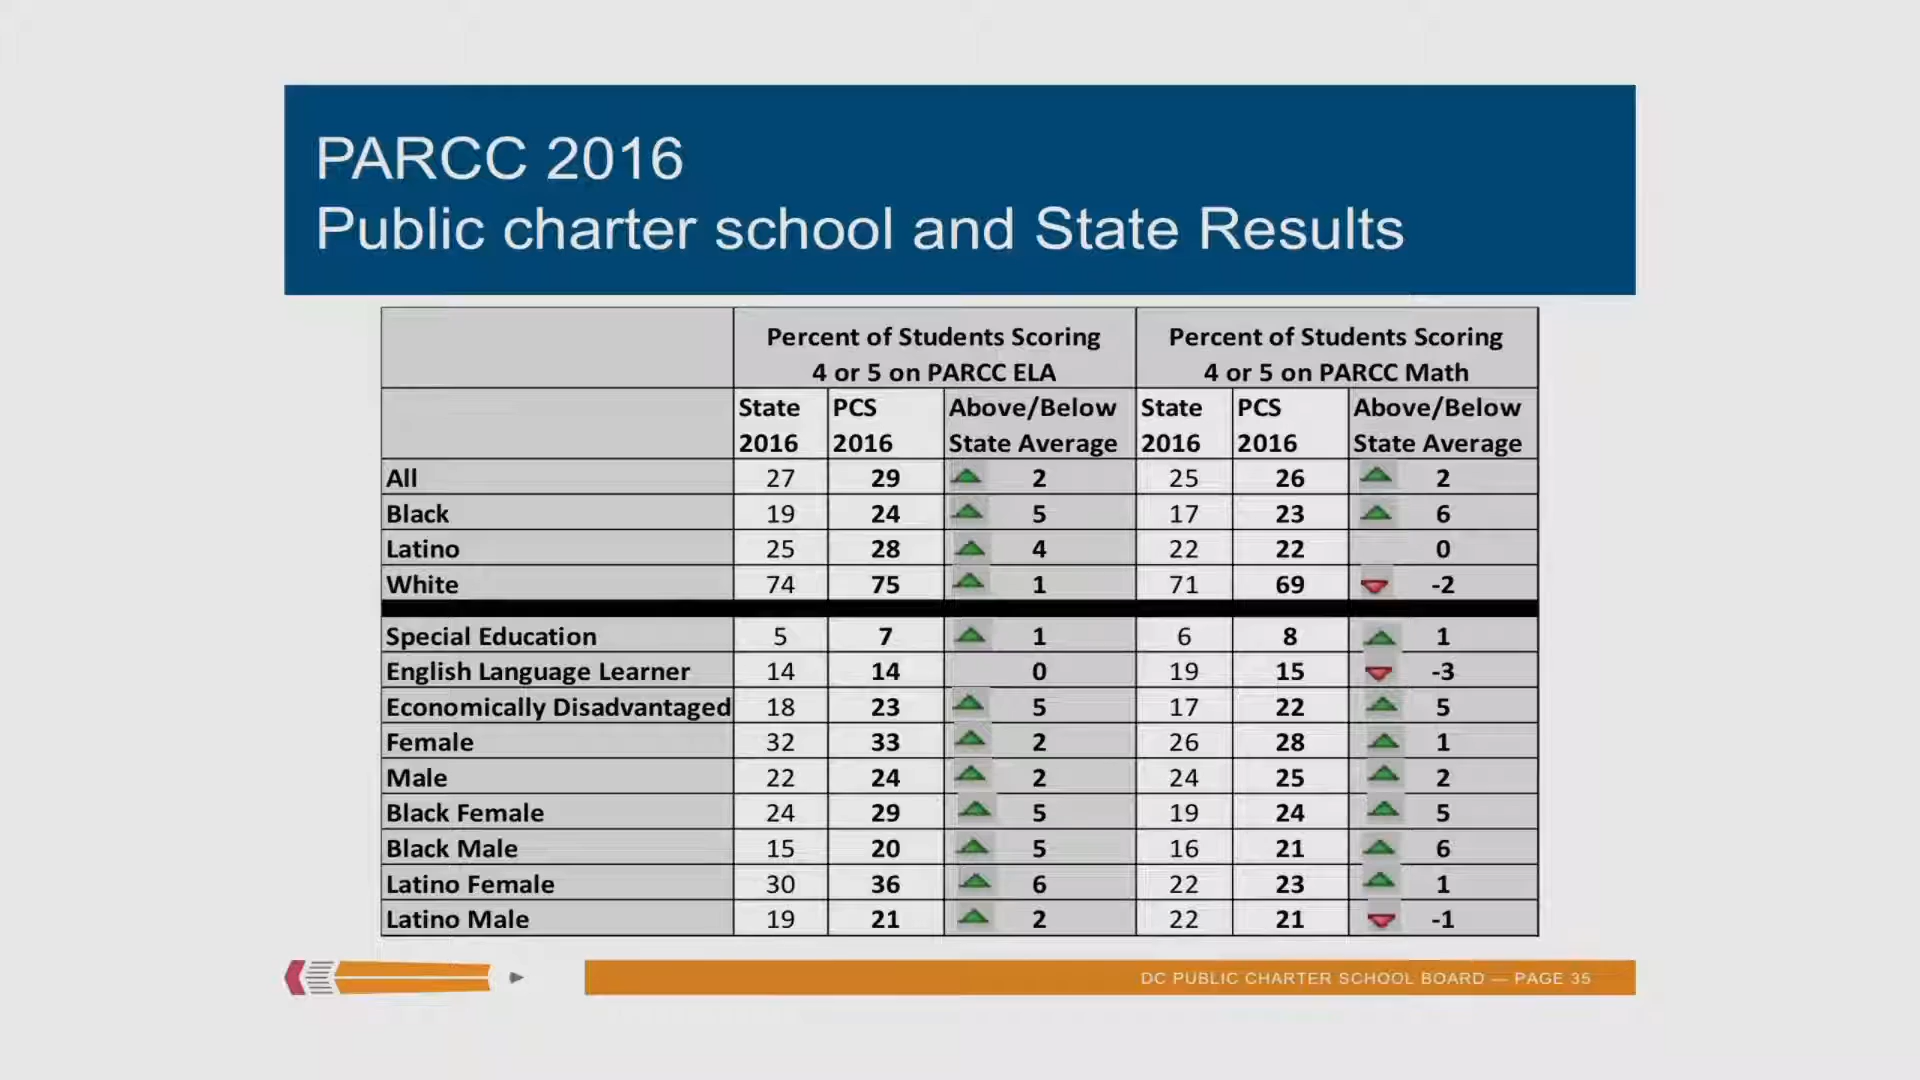 PARCC 2016
Public charter school and State Results
Percent of Students Scoring Percent of Students Scoring
4 or 5 on PARCC ELA 4 or 5 on PARCC Math
State PCS Above/Below State PCS Above/Below
2016 2016 State Average 2016 2016 State Average
All 27 29 2 25 26 2
Black 19 24 5 17 23 6
Latino 25 28 4 22 22 0
White 74 75 1 71 69 -2
Special Education 5 7 1 6 8 1
English Language Learner 14 14 0 19 15 -3
Economically Disadvantaged 18 23 5 17 22 5
Female 32 33 2 26 28 1
Male 22 24 2 24 25 2
Black Female 24 29 5 19 24 5
Black Male 15 20 5 16 21 6
Latino Female 30 36 6 22 23 1
Latino Male 19 21 2 22 21 -1
DC PUBLIC CHARTER SCHOOL BOARD — PAGE 35